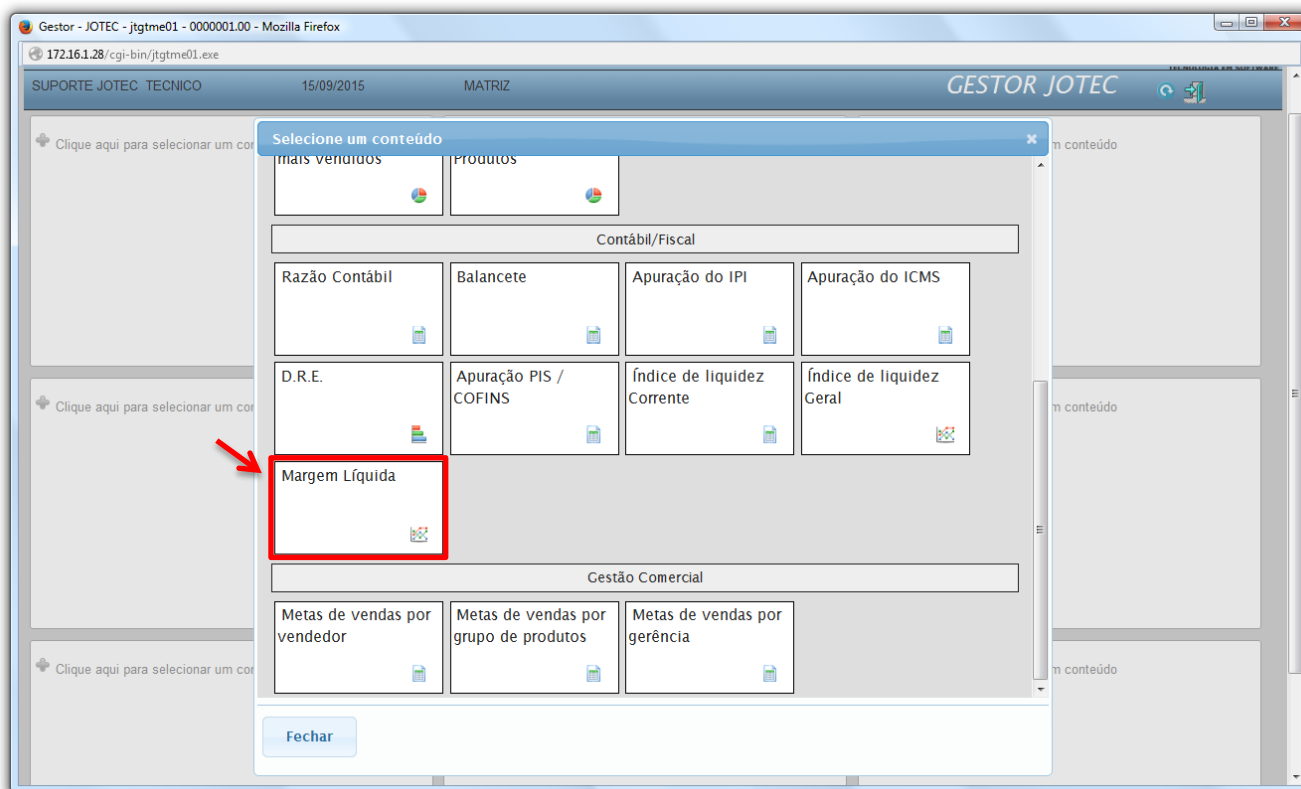 Gestor - JOTEC - jtgtme01 - 0000001.00 - Mozilla Firefox
172.16.1.28/cgi-bin/jtgtme01.exe
TECNOLOGIA EM SOFTWARE
SUPORTE JOTEC TECNICO 15/09/2015 MATRIZ GESTOR JOTEC
Clique aqui para selecionar um con
m conteúdo
Selecione um conteúdo
mais vendidos
Produtos
Contábil/Fiscal
Razão Contábil
Balancete
Apuração do IPI
Apuração do ICMS
D.R.E.
Apuração PIS /
COFINS
Índice de liquidez
Corrente
Índice de liquidez
Geral
Clique aqui para selecionar um con
m conteúdo
Margem Líquida
Gestão Comercial
Metas de vendas por
vendedor
Metas de vendas por
grupo de produtos
Metas de vendas por
gerência
Clique aqui para selecionar um con
m conteúdo
Fechar